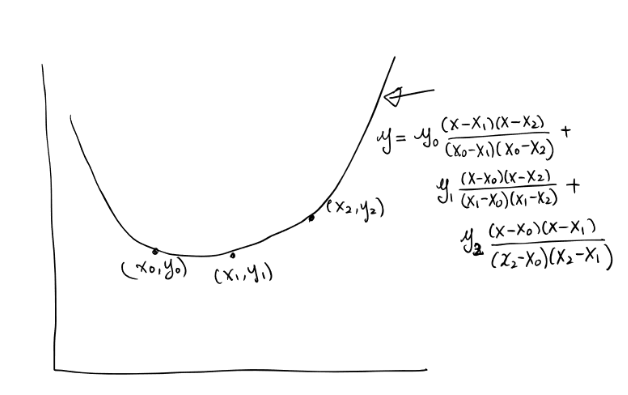 y = y₀ (x-x₁)(x-x₂) / (x₀-x₁)(x₀-x₂) +
y₁ (x-x₀)(x-x₂) / (x₁-x₀)(x₁-x₂) +
y₂ (x-x₀)(x-x₁) / (x₂-x₀)(x₂-x₁)
(x₂,y₂)
(x₀,y₀)
(x₁,y₁)